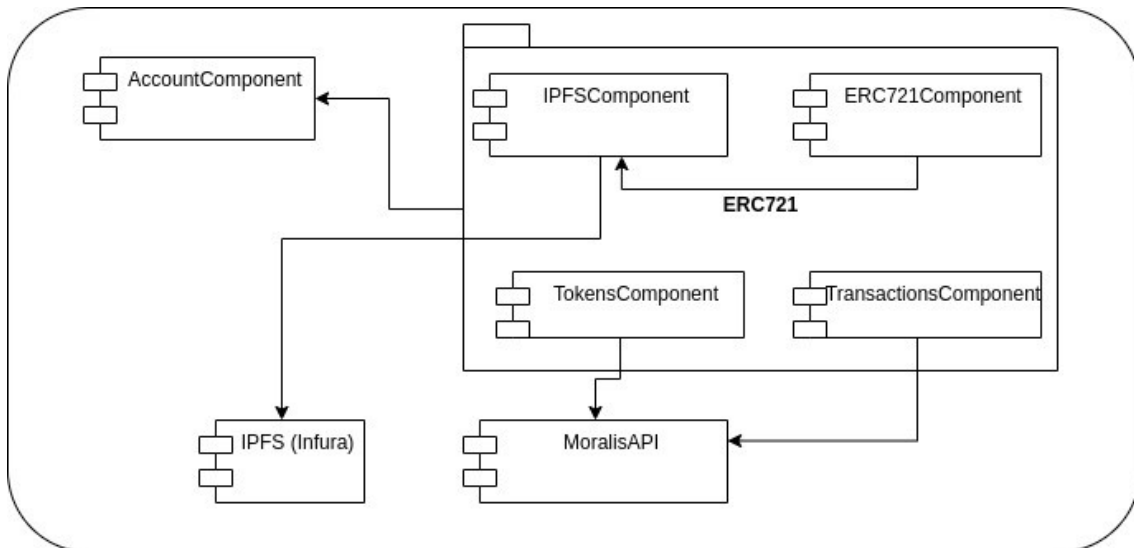 AccountComponent
IPFSComponent
ERC721Component
ERC721
TokensComponent
TransactionsComponent
IPFS (Infura)
MoralisAPI